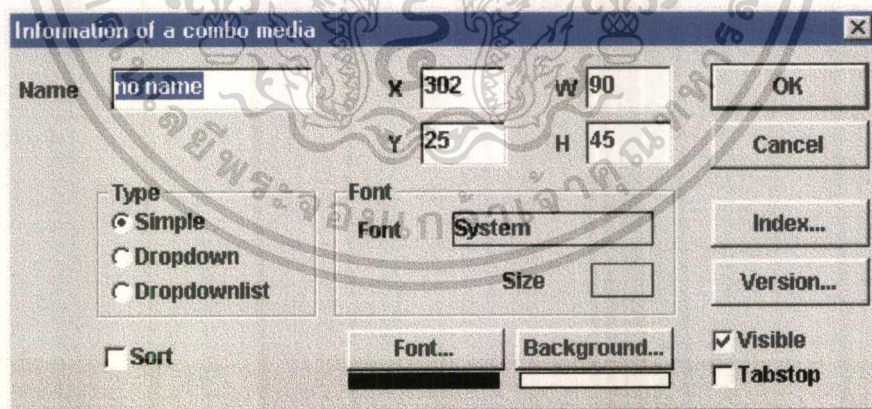 Information of a combo media
Name no name X 302 W 90 OK
Y 25 H 45 Cancel
Type Font
Simple Font System Index...
Dropdown
Dropdownlist Size Version...
Sort Font... Background... Visible
Tabstop